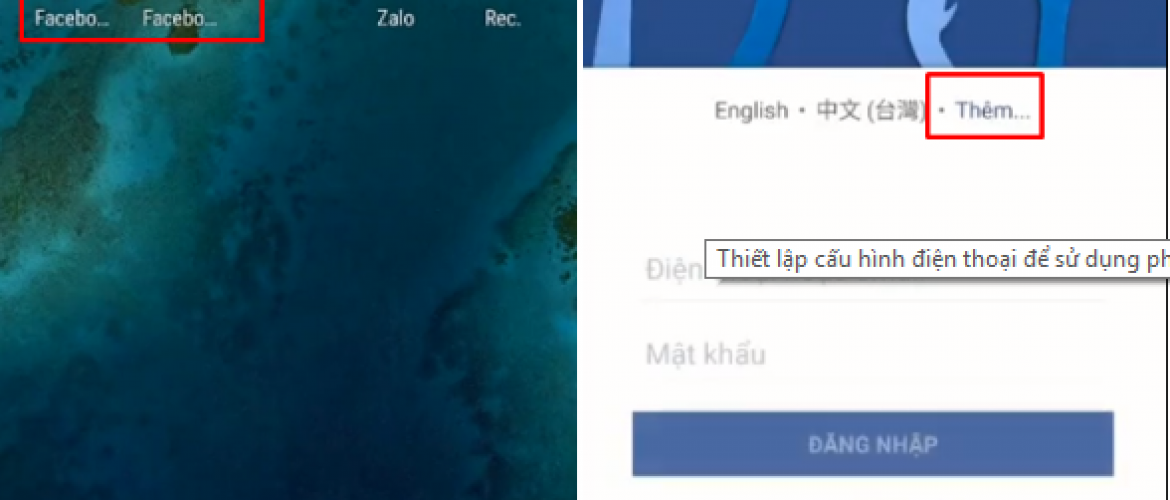 Facebo... Facebo... Zalo Rec.
English • 中文 (台灣) • Thêm...
Điện
Thiết lập cấu hình điện thoại để sử dụng ph
Mật khẩu
ĐĂNG NHẬP